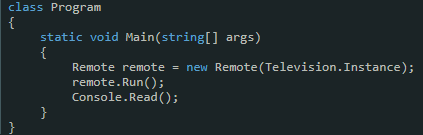 class Program
{
    static void Main(string[] args)
    {
        Remote remote = new Remote(Television.Instance);
        remote.Run();
        Console.Read();
    }
}